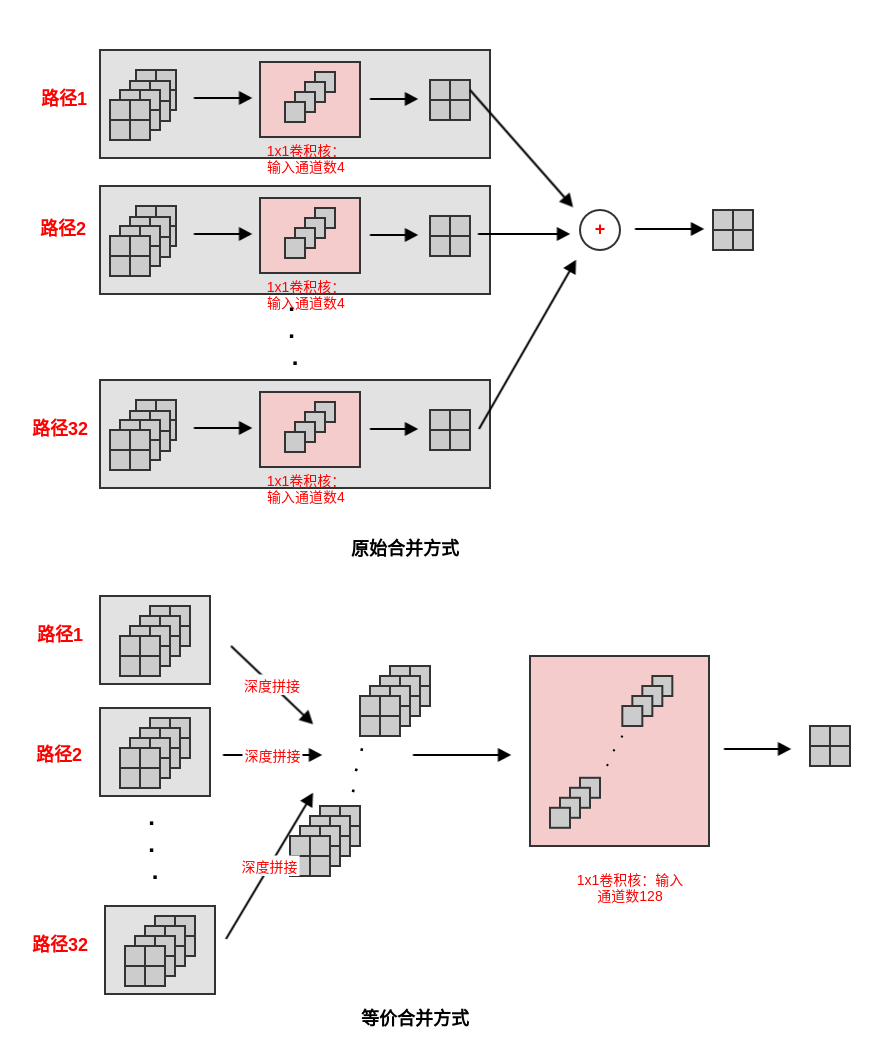 路径1
1x1卷积核：
输入通道数4
路径2
+
1x1卷积核：
输入通道数4
路径32
1x1卷积核：
输入通道数4
原始合并方式
路径1
深度拼接
路径2
深度拼接
深度拼接
1x1卷积核：输入
通道数128
路径32
等价合并方式